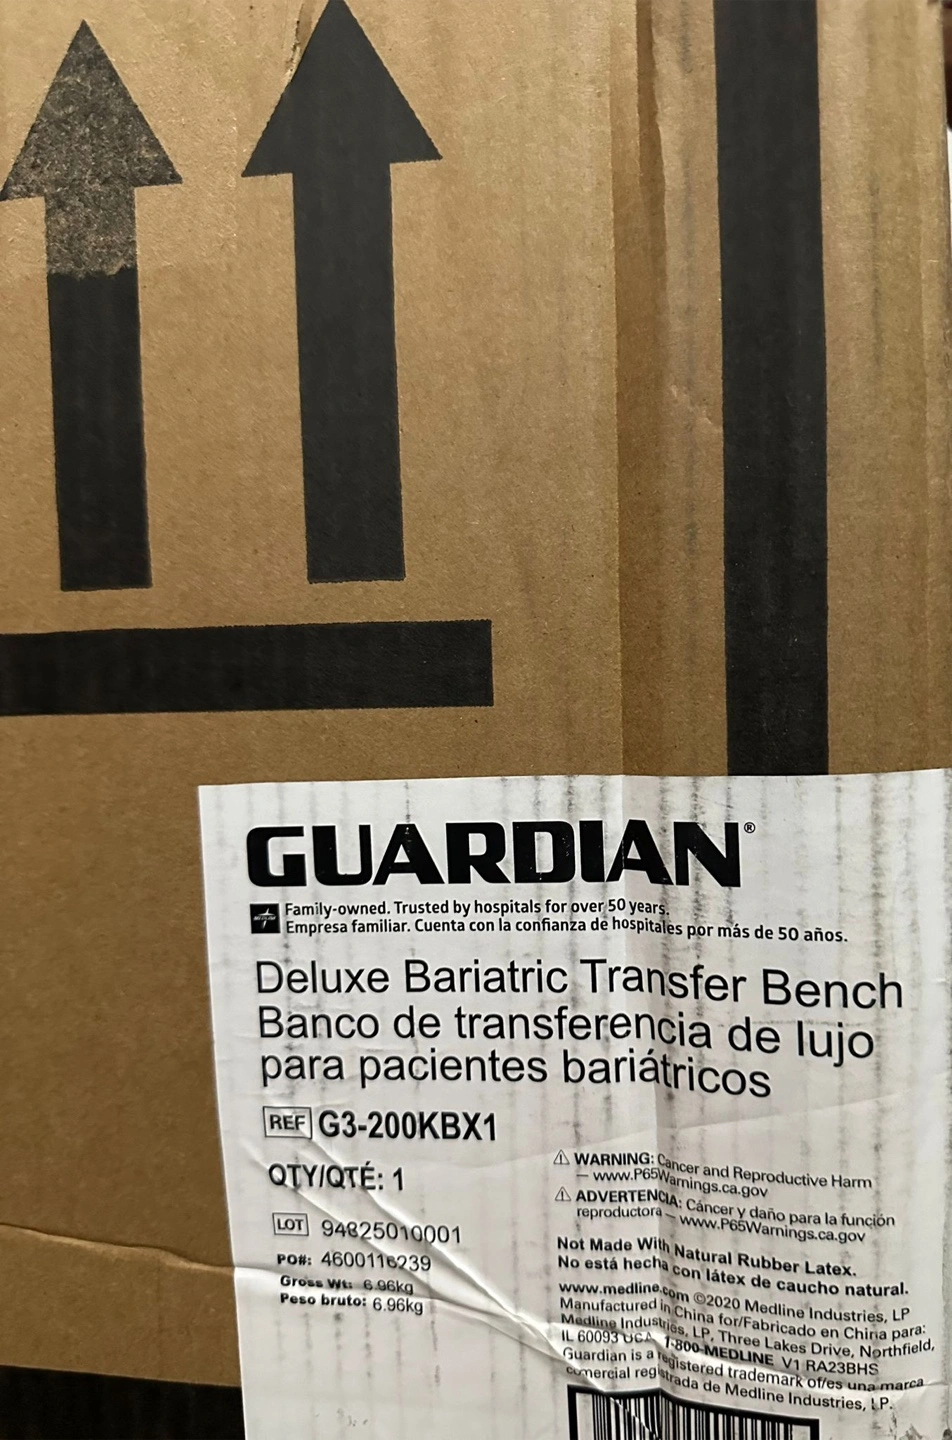 GUARDIAN®
Family-owned. Trusted by hospitals for over 50 years.
Empresa familiar. Cuenta con la confianza de hospitales por más de 50 años.
Deluxe Bariatric Transfer Bench
Banco de transferencia de lujo
para pacientes bariátricos
REF G3-200KBX1
QTY/QTÉ: 1
LOT 94825010001
PO#: 4600116239
Gross Wt: 6.96kg
Peso bruto: 6.96kg
⚠ WARNING: Cancer and Reproductive Harm
– www.P65Warnings.ca.gov
⚠ ADVERTENCIA: Cáncer y daño para la función
reproductora – www.P65Warnings.ca.gov
Not Made With Natural Rubber Latex.
No está hecha con látex de caucho natural.
www.medline.com ©2020 Medline Industries, LP
Manufactured in China for/Fabricado en China para:
Medline Industries, LP, Three Lakes Drive, Northfield,
IL 60093 UCA 1-800-MEDLINE V1 RA23BHS
Guardian is a registered trademark of/es una marca
comercial registrada de Medline Industries, LP.